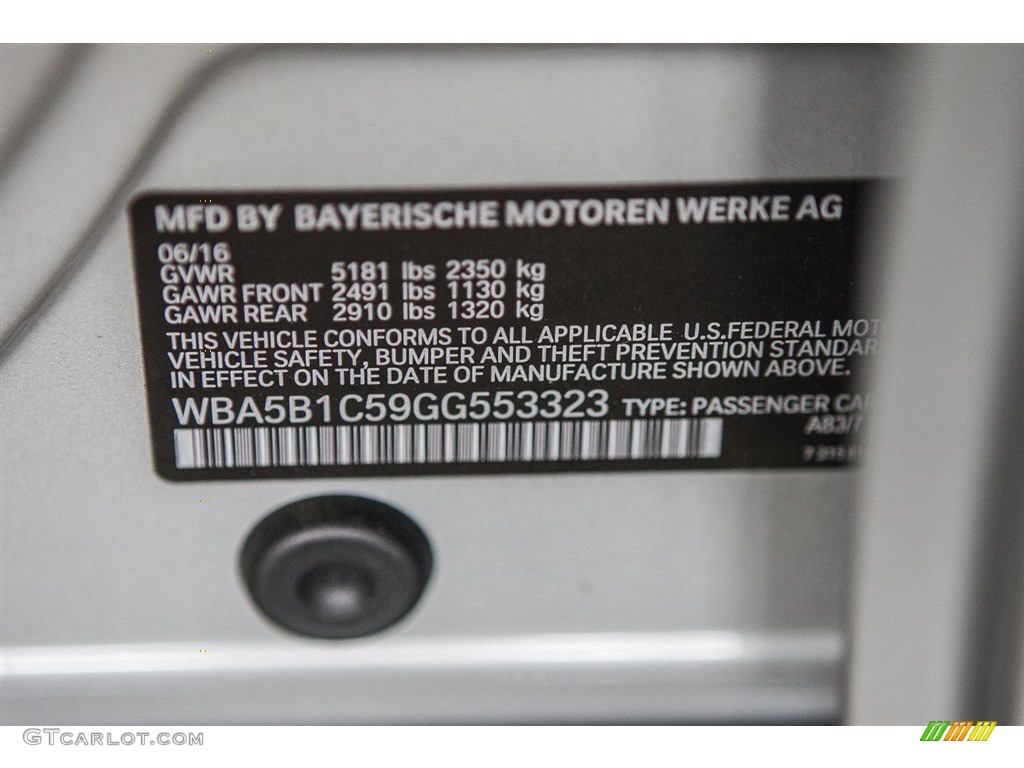 MFD BY BAYERISCHE MOTOREN WERKE AG
06/16
GVWR 5181 lbs 2350 kg
GAWR FRONT 2491 lbs 1130 kg
GAWR REAR 2910 lbs 1320 kg
THIS VEHICLE CONFORMS TO ALL APPLICABLE U.S.FEDERAL MOT
VEHICLE SAFETY, BUMPER AND THEFT PREVENTION STANDAR
IN EFFECT ON THE DATE OF MANUFACTURE SHOWN ABOVE.
WBA5B1C59GG553323 TYPE: PASSENGER CA
A83/7
GTCARLOT.COM